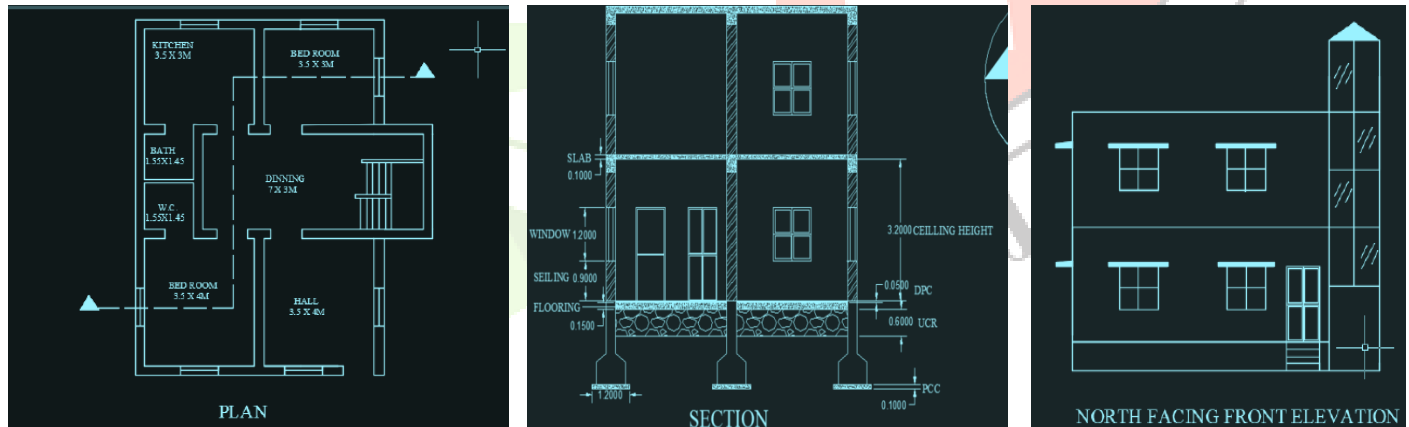 KITCHEN
3.5 X 3M
BED ROOM
3.5 X 3M
BATH
1.55X1.45
DINNING
7 X 3M
W.C.
1.55X1.45
BED ROOM
3.5 X 4M
HALL
3.5 X 4M
PLAN
SLAB
0.1000
WINDOW 1.2000
3.2000 CEILLING HEIGHT
SEILING 0.9000
0.0500 DPC
FLOORING
0.1500
0.6000 UCR
1.2000
PCC
0.1000
SECTION
NORTH FACING FRONT ELEVATION